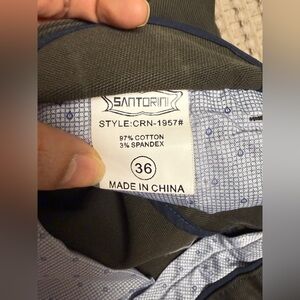 SANTORINI
STYLE:CRN-1957#
97% COTTON
3% SPANDEX
36
MADE IN CHINA